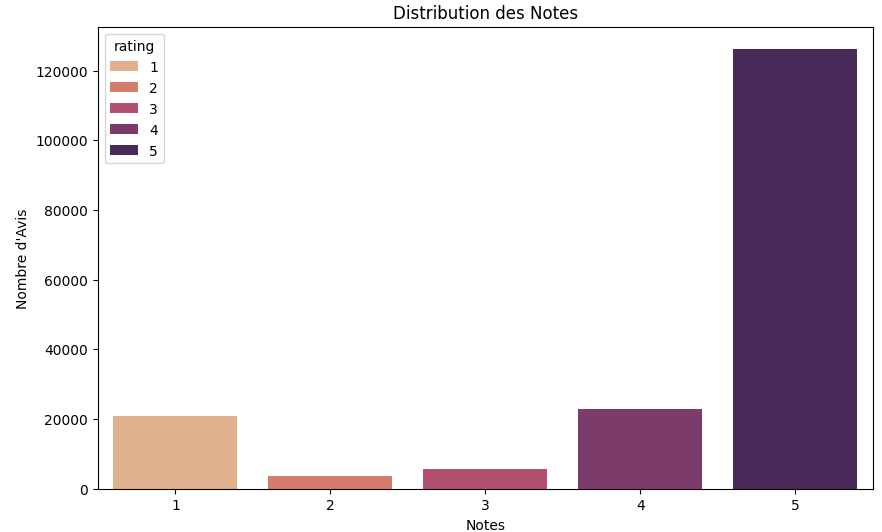 Distribution des Notes
rating
1
2
3
4
5
120000
100000
80000
60000
40000
20000
0
Nombre d'Avis
1 2 3 4 5
Notes